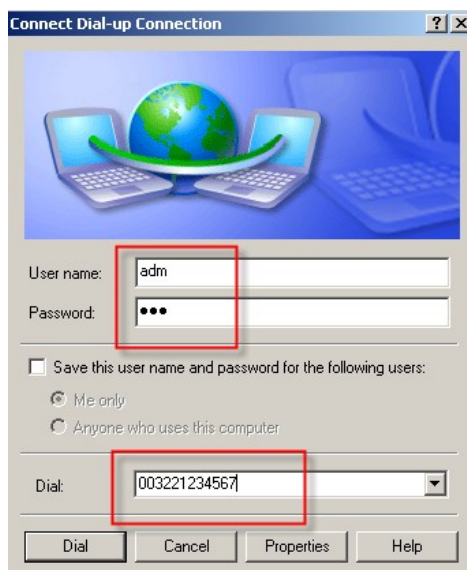 Connect Dial-up Connection
User name: adm
Password: •••
Save this user name and password for the following users:
Me only
Anyone who uses this computer
Dial: 003221234567
Dial Cancel Properties Help